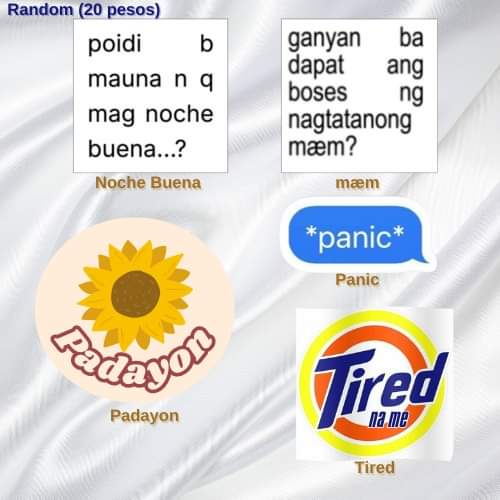 Random (20 pesos)
poidi b
mauna n q
mag noche
buena...?
Noche Buena
ganyan ba
dapat ang
boses ng
nagtatanong
mæm?
mæm
*panic*
Panic
Padayon
Padayon
Tired
na me
Tired